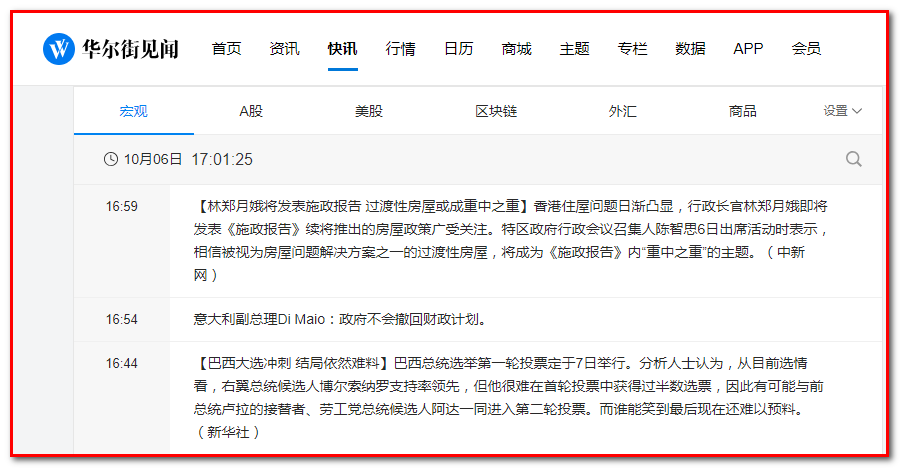 华尔街见闻 首页 资讯 快讯 行情 日历 商城 主题 专栏 数据 APP 会员
宏观 A股 美股 区块链 外汇 商品 设置
10月06日 17:01:25
16:59 【林郑月娥将发表施政报告 过渡性房屋或成重中之重】香港住屋问题日渐凸显，行政长官林郑月娥即将
发表《施政报告》续将推出的房屋政策广受关注。特区政府行政会议召集人陈智思6日出席活动时表示，
相信被视为房屋问题解决方案之一的过渡性房屋，将成为《施政报告》内“重中之重”的主题。（中新
网）
16:54 意大利副总理Di Maio：政府不会撤回财政计划。
16:44 【巴西大选冲刺 结局依然难料】巴西总统选举第一轮投票定于7日举行。分析人士认为，从目前选情
看，右翼总统候选人博尔索纳罗支持率领先，但他很难在首轮投票中获得过半数选票，因此有可能与前
总统卢拉的接替者、劳工党总统候选人阿达一同进入第二轮投票。而谁能笑到最后现在还难以预料。
（新华社）